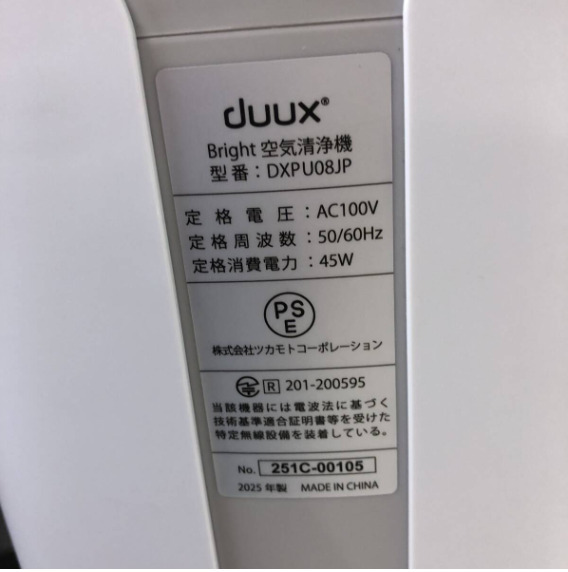 duux®
Bright 空気清浄機
型番：DXPU08JP
定格電圧：AC100V
定格周波数：50/60Hz
定格消費電力：45W
PS
E
株式会社ツカモトコーポレーション
R 201-200595
当該機器には電波法に基づく
技術基準適合証明書等を受けた
特定無線設備を装着している。
No. 251C-00105
2025 年製 MADE IN CHINA